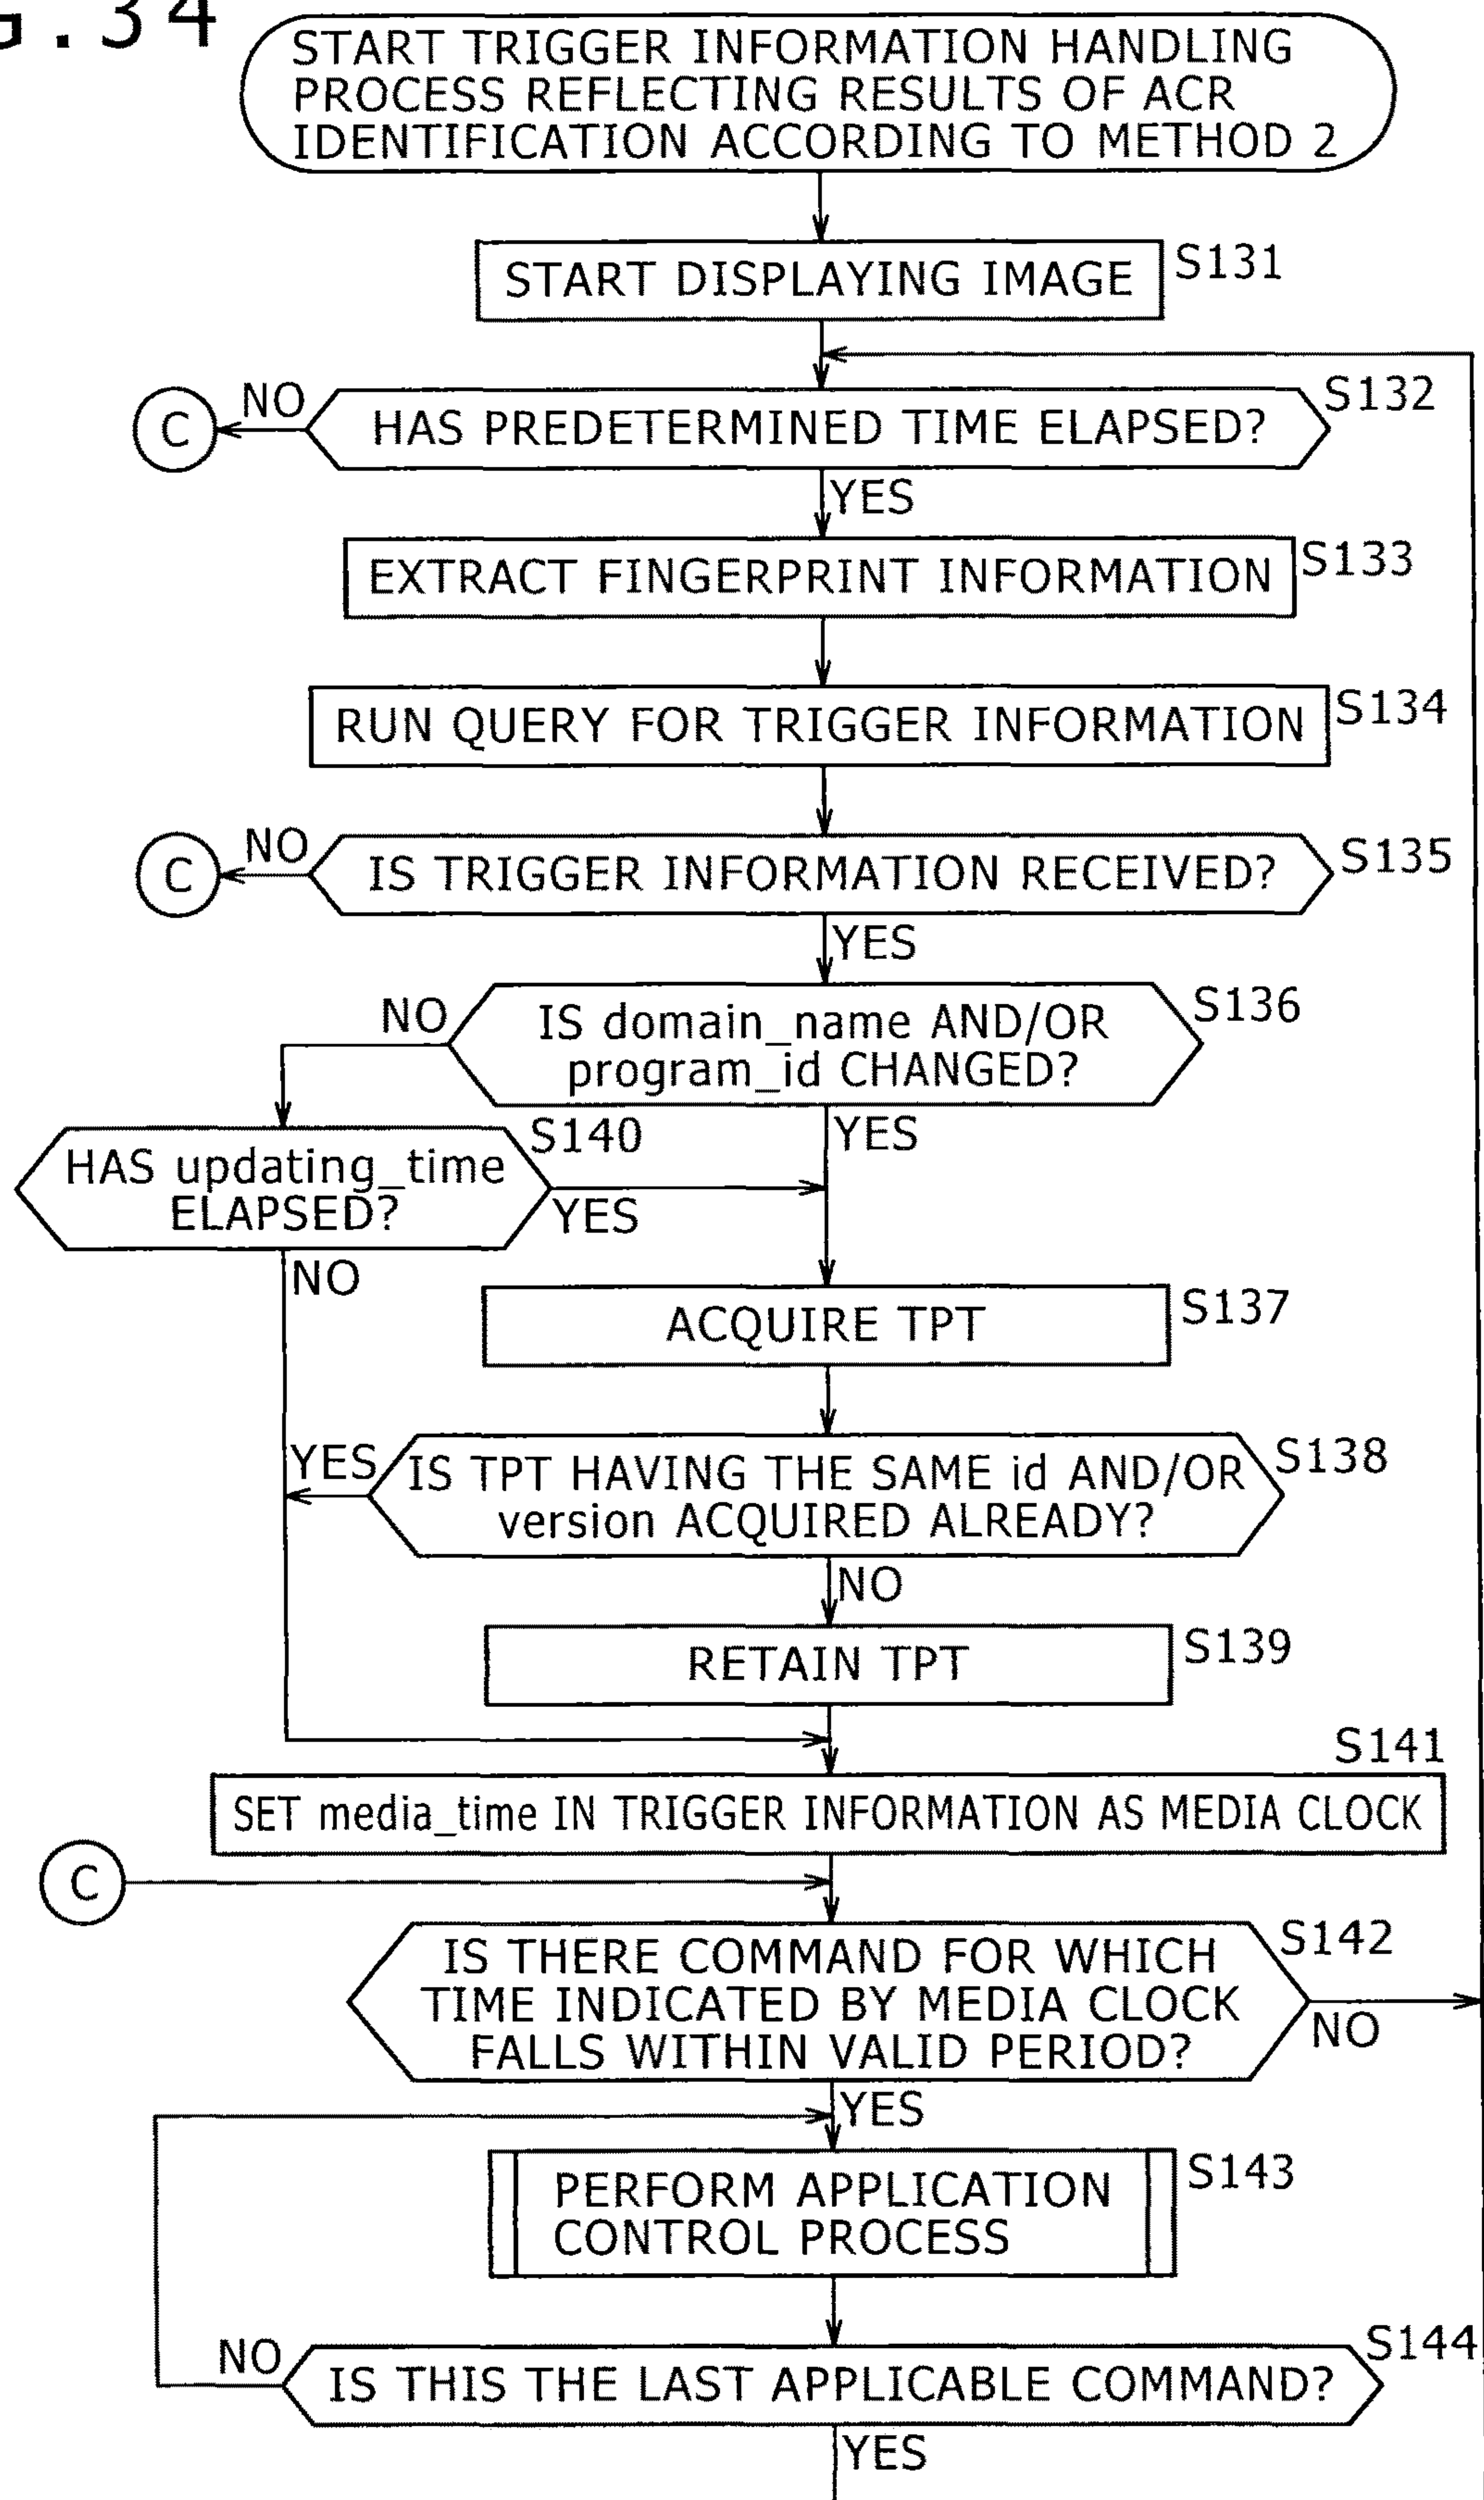 G.34
START TRIGGER INFORMATION HANDLING
PROCESS REFLECTING RESULTS OF ACR
IDENTIFICATION ACCORDING TO METHOD 2
START DISPLAYING IMAGE
S131
C
NO
HAS PREDETERMINED TIME ELAPSED?
S132
YES
EXTRACT FINGERPRINT INFORMATION
S133
RUN QUERY FOR TRIGGER INFORMATION
S134
C
NO
IS TRIGGER INFORMATION RECEIVED?
S135
YES
NO
IS domain_name AND/OR
program_id CHANGED?
S136
YES
HAS updating_time
ELAPSED?
S140
YES
NO
ACQUIRE TPT
S137
YES
IS TPT HAVING THE SAME id AND/OR
version ACQUIRED ALREADY?
S138
NO
RETAIN TPT
S139
S141
SET media_time IN TRIGGER INFORMATION AS MEDIA CLOCK
C
IS THERE COMMAND FOR WHICH
TIME INDICATED BY MEDIA CLOCK
FALLS WITHIN VALID PERIOD?
S142
NO
YES
PERFORM APPLICATION
CONTROL PROCESS
S143
NO
IS THIS THE LAST APPLICABLE COMMAND?
S144
YES